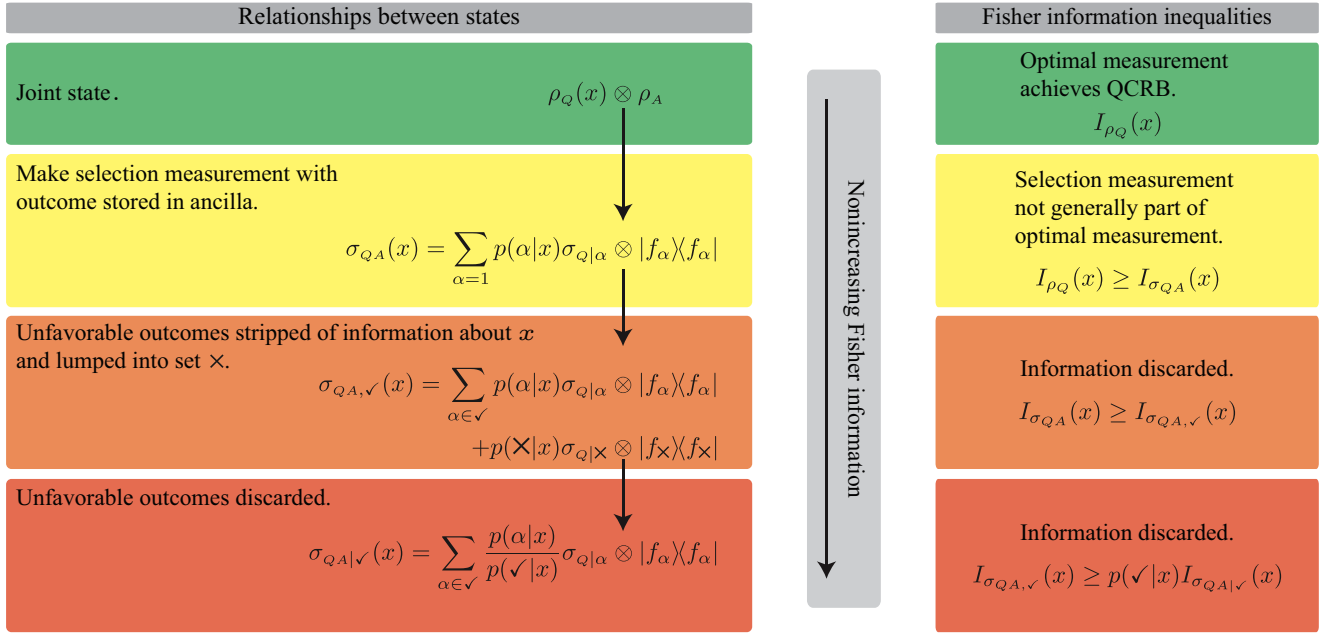 Relationships between states
Fisher information inequalities
Joint state.
ρ_Q(x) ⊗ ρ_A
Optimal measurement
achieves QCRB.
I_{ρ_Q}(x)
Make selection measurement with
outcome stored in ancilla.
σ_{QA}(x) = ∑_{α=1} p(α|x)σ_{Q|α} ⊗ |f_α⟩⟨f_α|
Selection measurement
not generally part of
optimal measurement.
I_{ρ_Q}(x) ≥ I_{σ_{QA}}(x)
Unfavorable outcomes stripped of information about x
and lumped into set ×.
σ_{QA,✓}(x) = ∑_{α∈✓} p(α|x)σ_{Q|α} ⊗ |f_α⟩⟨f_α|
+p(×|x)σ_{Q|×} ⊗ |f_×⟩⟨f_×|
Information discarded.
I_{σ_{QA}}(x) ≥ I_{σ_{QA,✓}}(x)
Unfavorable outcomes discarded.
σ_{QA|✓}(x) = ∑_{α∈✓} \frac{p(α|x)}{p(✓|x)} σ_{Q|α} ⊗ |f_α⟩⟨f_α|
Information discarded.
I_{σ_{QA,✓}}(x) ≥ p(✓|x)I_{σ_{QA|✓}}(x)
Nonincreasing Fisher information